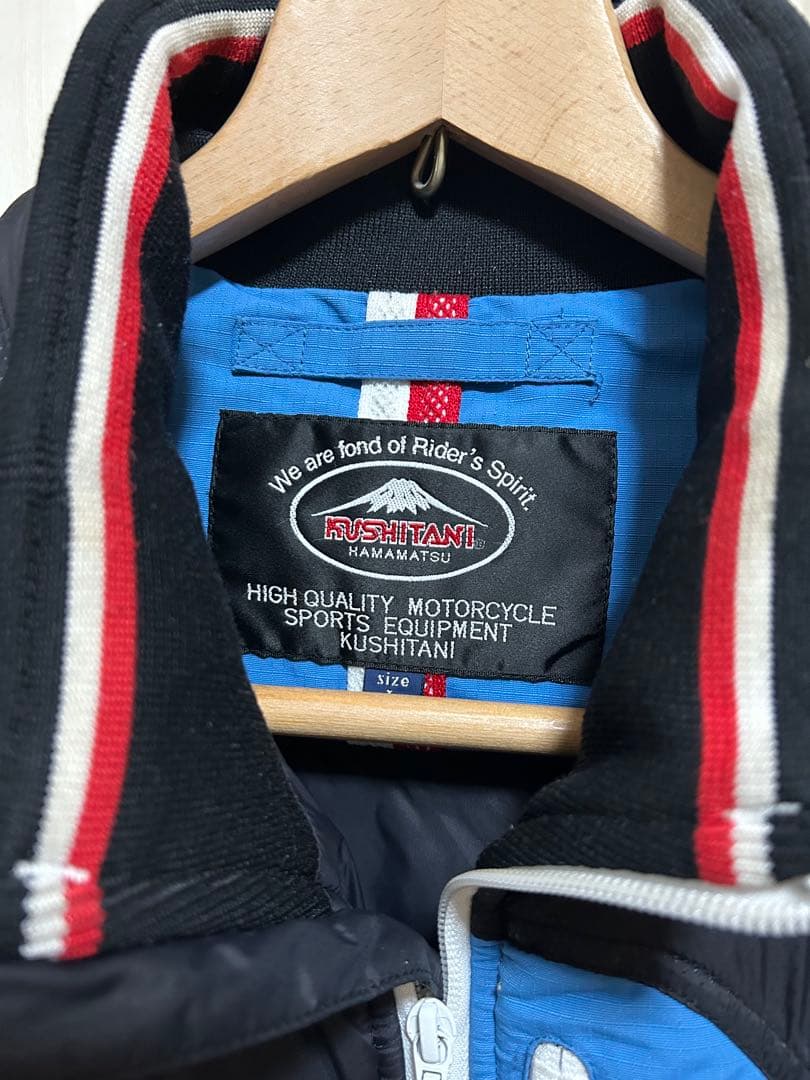 We are fond of Rider's Spirit.
KUSHITANI®
HAMAMATSU
HIGH QUALITY MOTORCYCLE
SPORTS EQUIPMENT
KUSHITANI
size